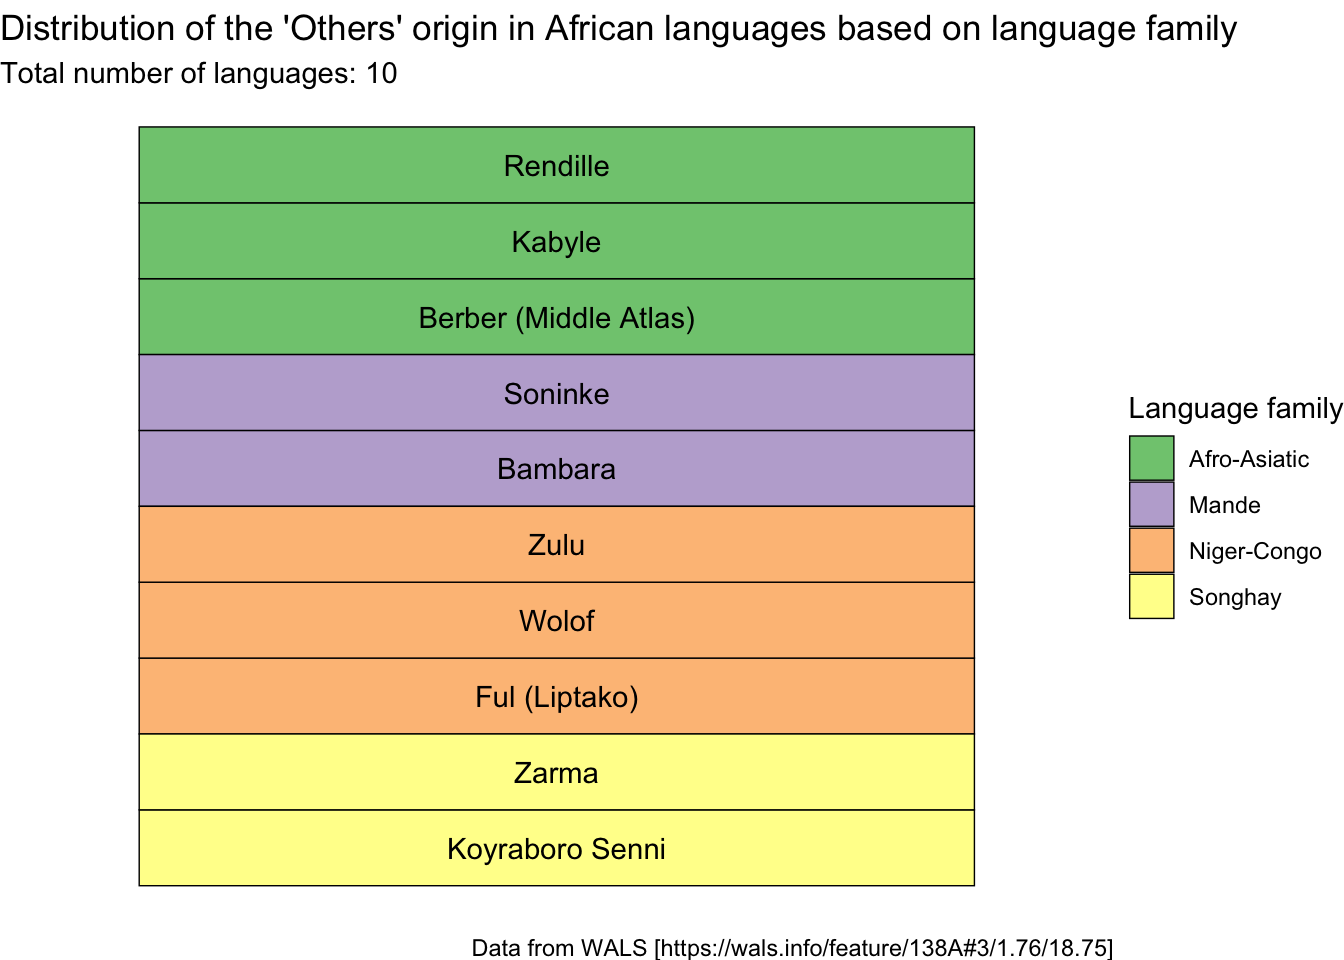 Distribution of the 'Others' origin in African languages based on language family
Total number of languages: 10
Rendille
Kabyle
Berber (Middle Atlas)
Soninke
Bambara
Zulu
Wolof
Ful (Liptako)
Zarma
Koyraboro Senni
Language family
Afro-Asiatic
Mande
Niger-Congo
Songhay
Data from WALS [https://wals.info/feature/138A#3/1.76/18.75]